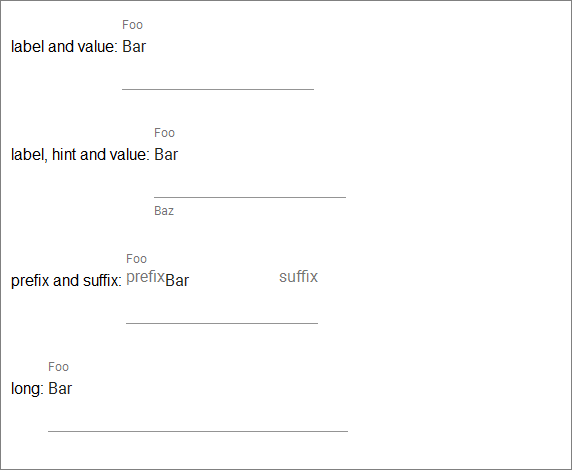 Foo
label and value: Bar
Foo
label, hint and value: Bar
Baz
Foo
prefix and suffix: prefixBar suffix
Foo
long: Bar